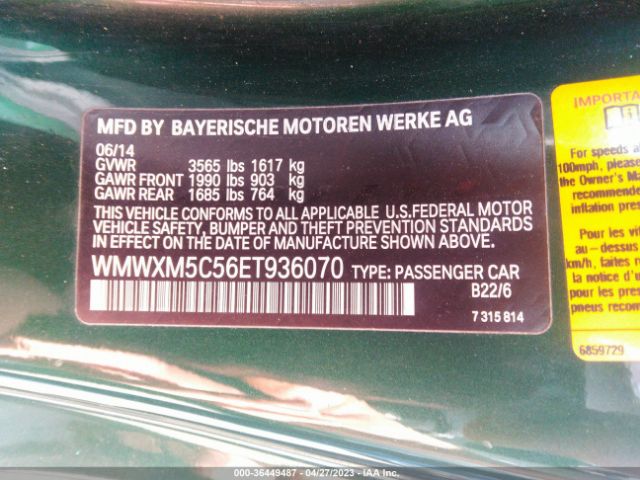 MFD BY BAYERISCHE MOTOREN WERKE AG
06/14
GVWR 3565 lbs 1617 kg
GAWR FRONT 1990 lbs 903 kg
GAWR REAR 1685 lbs 764 kg
THIS VEHICLE CONFORMS TO ALL APPLICABLE U.S.FEDERAL MOTOR
VEHICLE SAFETY, BUMPER AND THEFT PREVENTION STANDARDS
IN EFFECT ON THE DATE OF MANUFACTURE SHOWN ABOVE.
WMWXM5C56ET936070 TYPE: PASSENGER CAR
B22/6
7 315 814
IMPORTA
For speeds a
100mph, please
the Owner's Ma
inflation press
Pour les vi
au-dessus
km/h, faites r
la notice d'u
pneus recomm
6859729
000-36449487 - 04/27/2023 - IAA Inc.